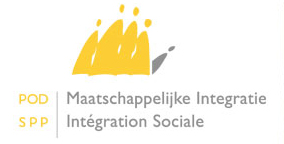 POD Maatschappelijke Integratie
SPP Intégration Sociale